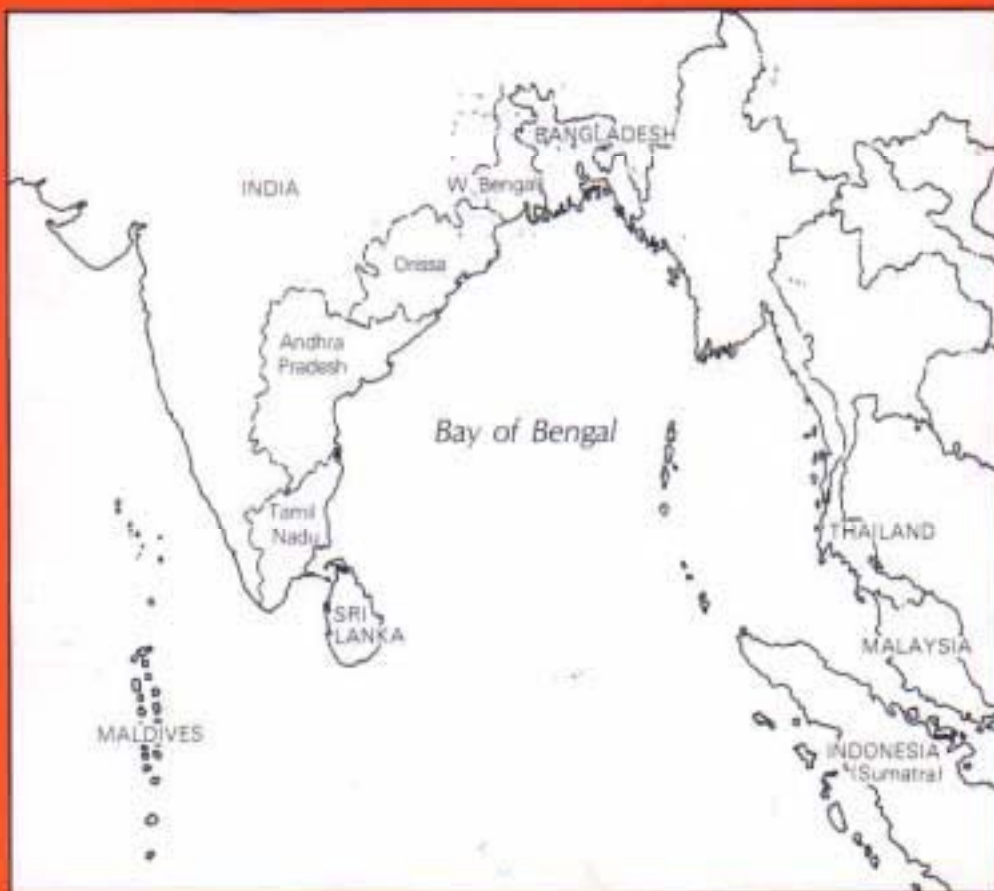 BANGLADESH
INDIA
W. Bengal
Orissa
Andhra
Pradesh
Bay of Bengal
Tamil
Nadu
THAILAND
SRI
LANKA
MALAYSIA
MALDIVES
INDONESIA
(Sumatra)